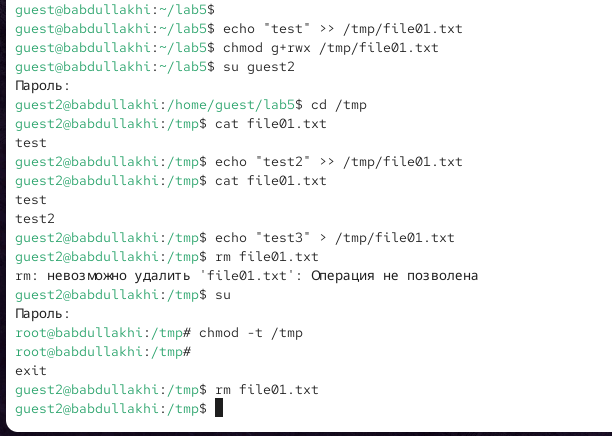 guest@babdullakhi:~/lab5$
guest@babdullakhi:~/lab5$ echo "test" >> /tmp/file01.txt
guest@babdullakhi:~/lab5$ chmod g+rwx /tmp/file01.txt
guest@babdullakhi:~/lab5$ su guest2
Пароль:
guest2@babdullakhi:/home/guest/lab5$ cd /tmp
guest2@babdullakhi:/tmp$ cat file01.txt
test
guest2@babdullakhi:/tmp$ echo "test2" >> /tmp/file01.txt
guest2@babdullakhi:/tmp$ cat file01.txt
test
test2
guest2@babdullakhi:/tmp$ echo "test3" > /tmp/file01.txt
guest2@babdullakhi:/tmp$ rm file01.txt
rm: невозможно удалить 'file01.txt': Операция не позволена
guest2@babdullakhi:/tmp$ su
Пароль:
root@babdullakhi:/tmp# chmod -t /tmp
root@babdullakhi:/tmp#
exit
guest2@babdullakhi:/tmp$ rm file01.txt
guest2@babdullakhi:/tmp$